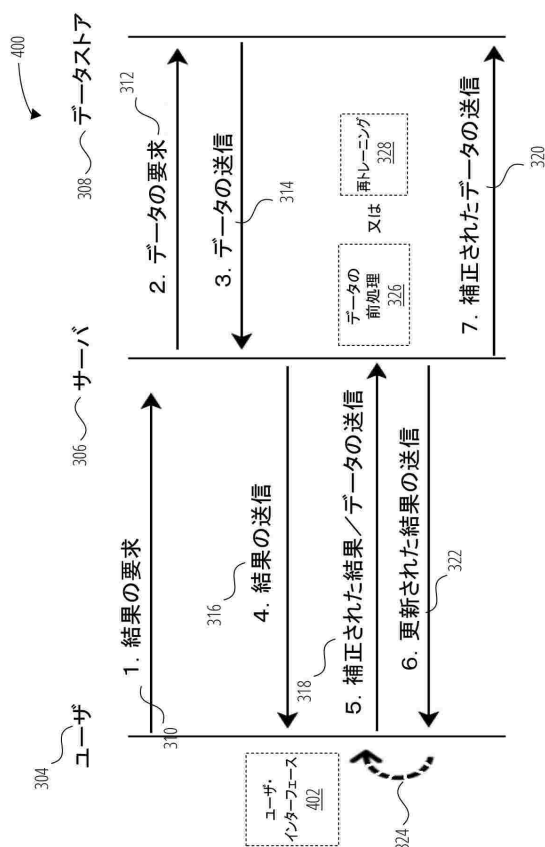 400
304
ユーザ
306
サーバ
308
データストア
310
1. 結果の要求
2. データの要求
312
3. データの送信
314
316
4. 結果の送信
ユーザ・
インターフェース
402
318
5. 補正された結果／データの送信
データの
前処理
326
又は
再トレーニング
328
324
6. 更新された結果の送信
322
7. 補正されたデータの送信
320